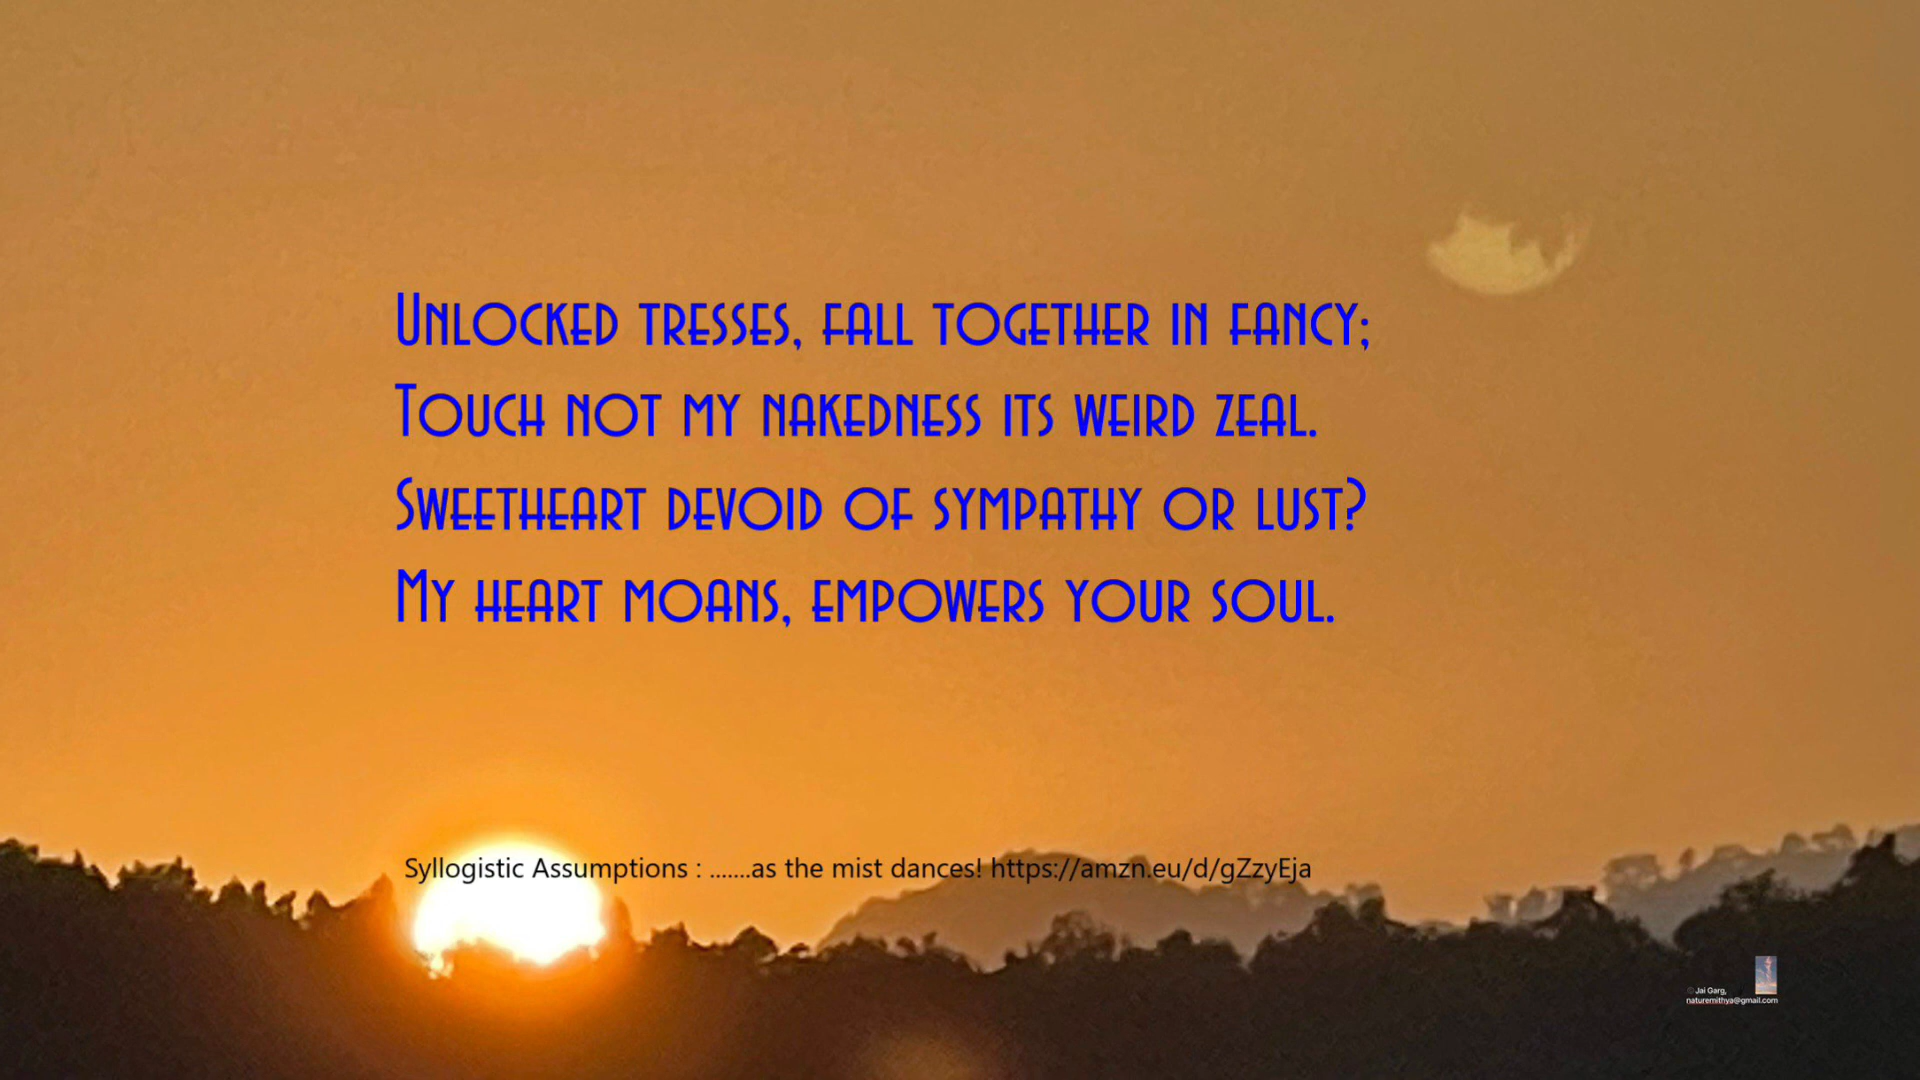 Unlocked tresses, fall together in fancy;
Touch not my nakedness its weird zeal.
Sweetheart devoid of sympathy or lust?
My heart moans, empowers your soul.
Syllogistic Assumptions : .......as the mist dances! https://amzn.eu/d/gZzyEja
© Jai Garg,
naturemithya@gmail.com